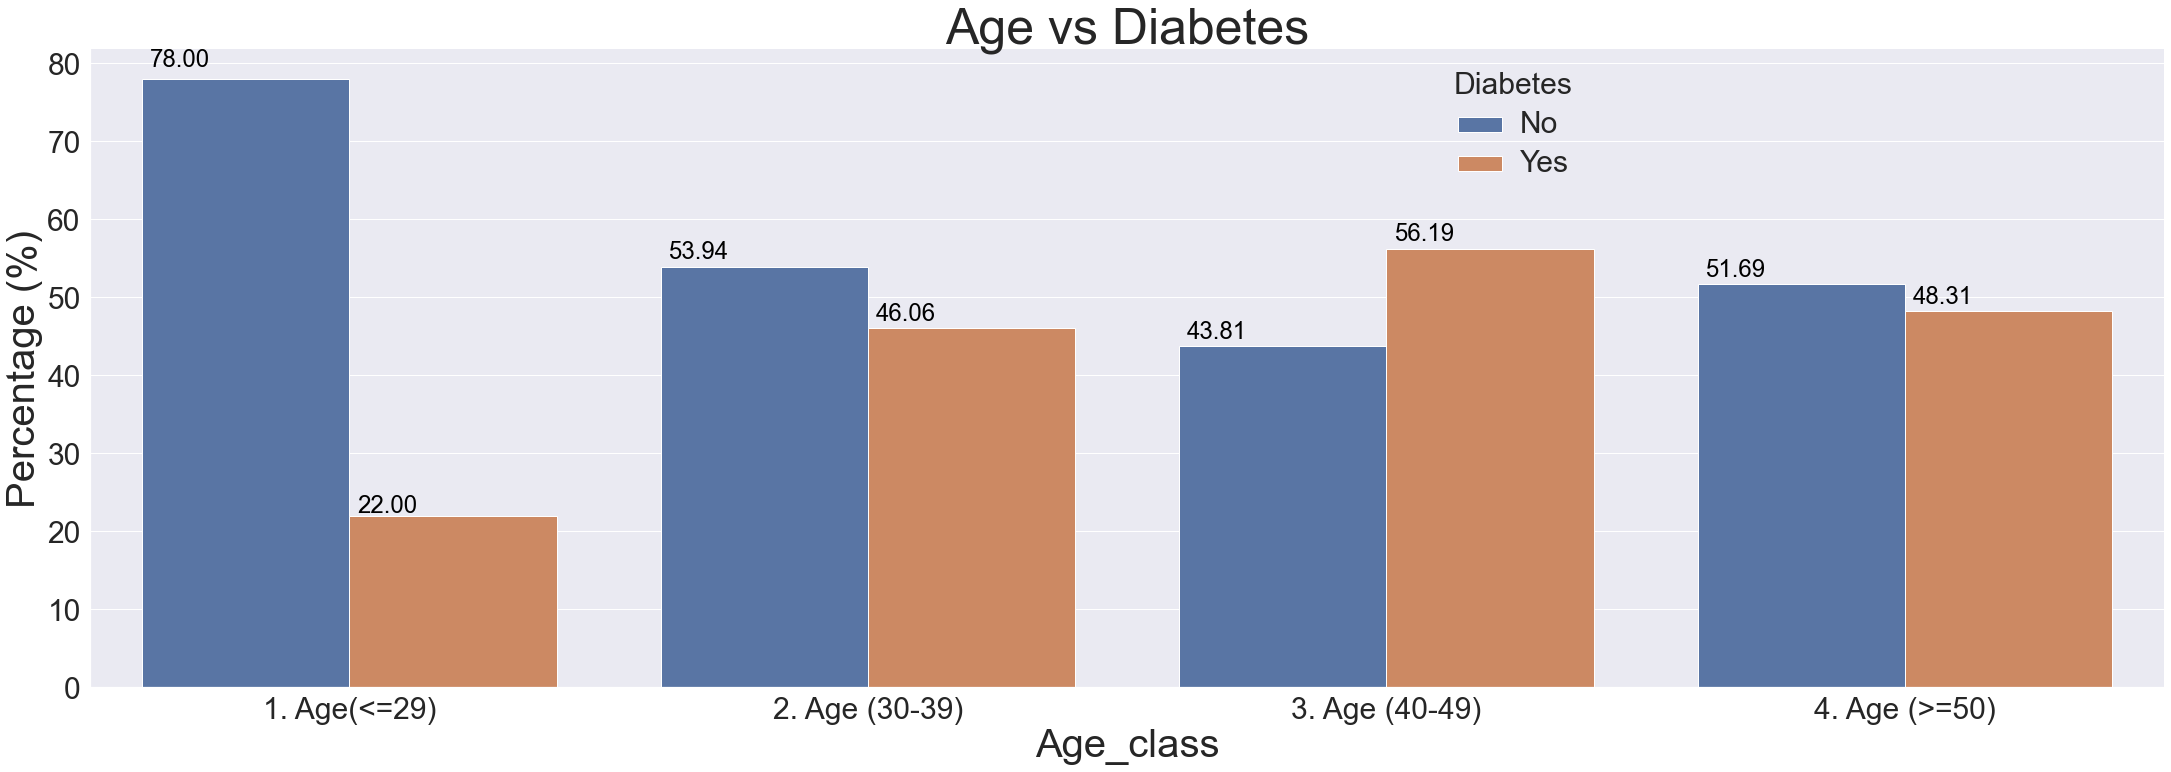 Age vs Diabetes
Percentage (%)
80
70
60
50
40
30
20
10
0
78.00
22.00
53.94
46.06
43.81
56.19
51.69
48.31
Diabetes
No
Yes
1. Age(<=29)
2. Age (30-39)
3. Age (40-49)
4. Age (>=50)
Age_class